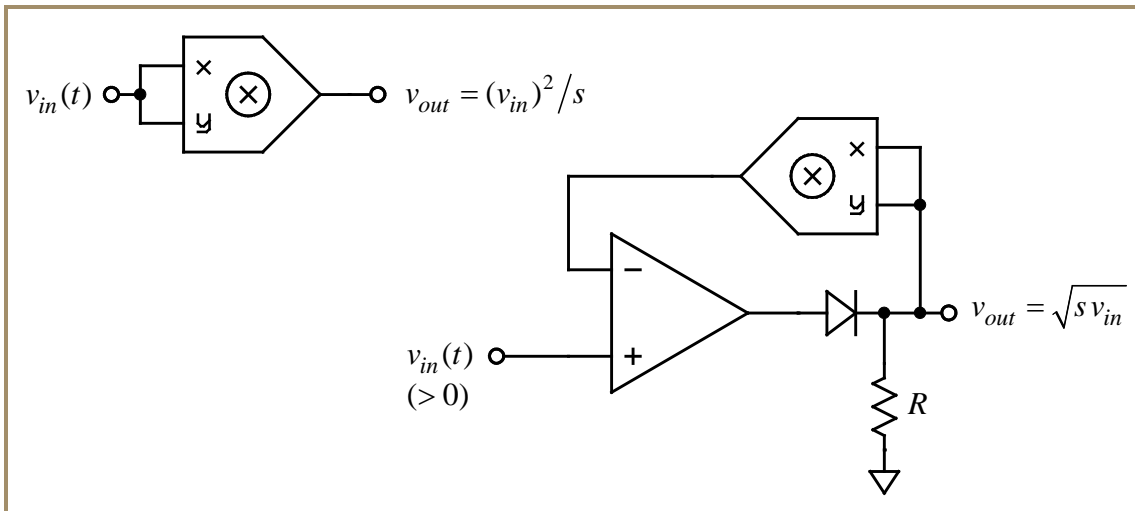 v_in(t)
x
y
×
v_out = (v_in)^2/s
×
x
y
−
+
v_in(t)
(> 0)
v_out = √(s v_in)
R